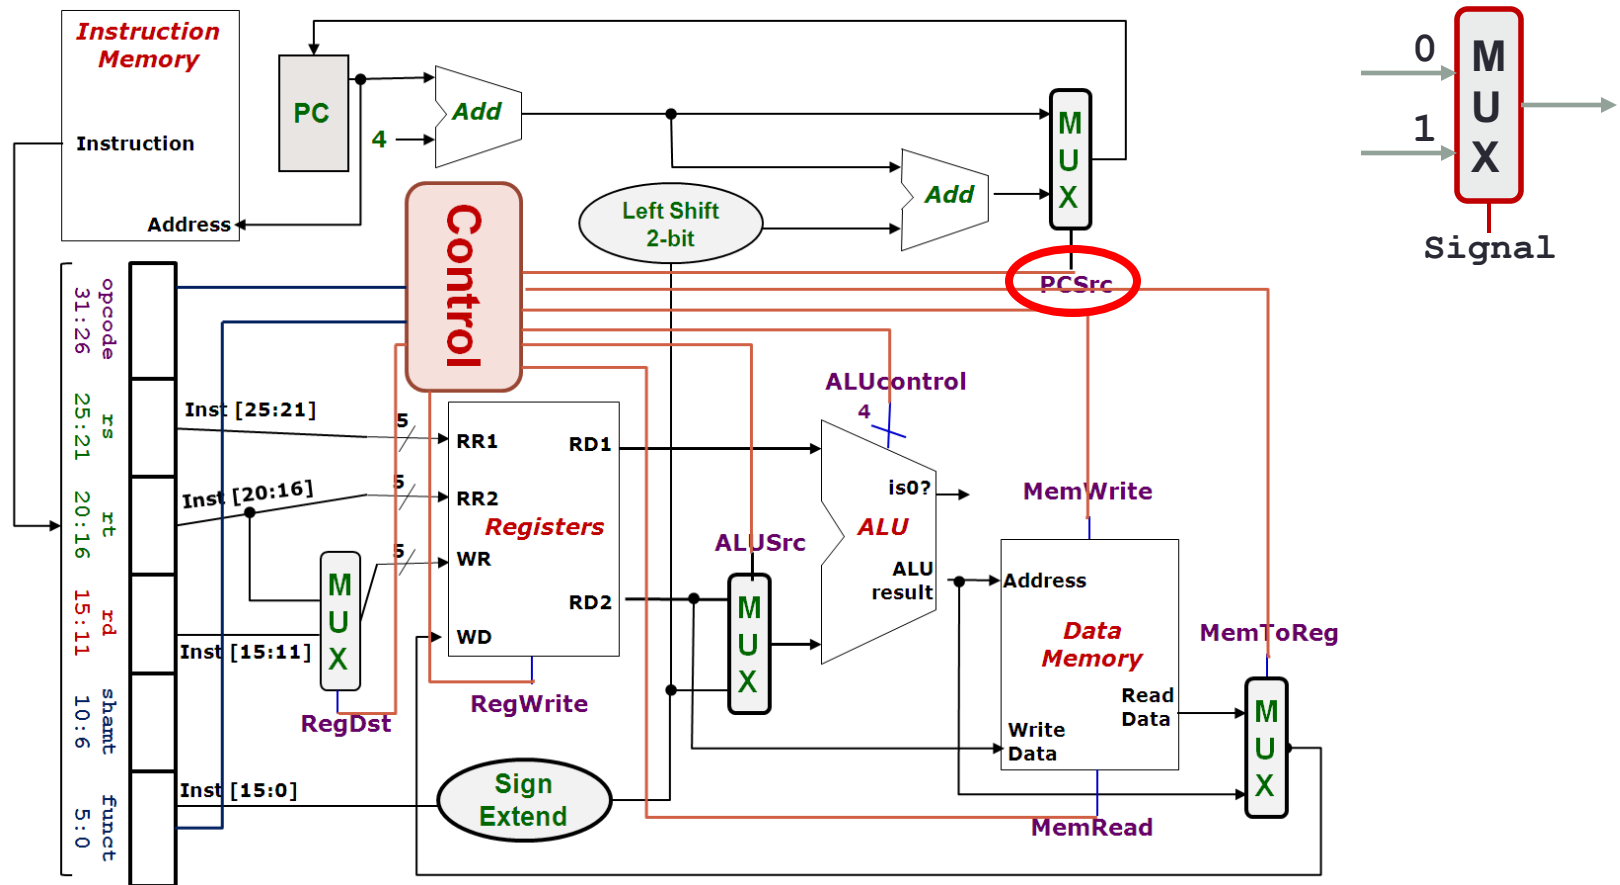 Instruction
Memory
Instruction
Address
PC
4
Add
Add
Left Shift
2-bit
M
U
X
PCSrc
0
1
M
U
X
Signal
Control
opcode
31:26
rs
25:21
rt
20:16
rd
15:11
shamt
10:6
funct
5:0
Inst [25:21]
5
Inst [20:16]
5
5
Inst [15:11]
Inst [15:0]
M
U
X
RegDst
RR1
RR2
WR
WD
RD1
RD2
Registers
RegWrite
Sign
Extend
ALUSrc
M
U
X
ALUcontrol
4
is0?
ALU
ALU
result
MemWrite
Address
Data
Memory
Read
Data
Write
Data
MemRead
MemToReg
M
U
X